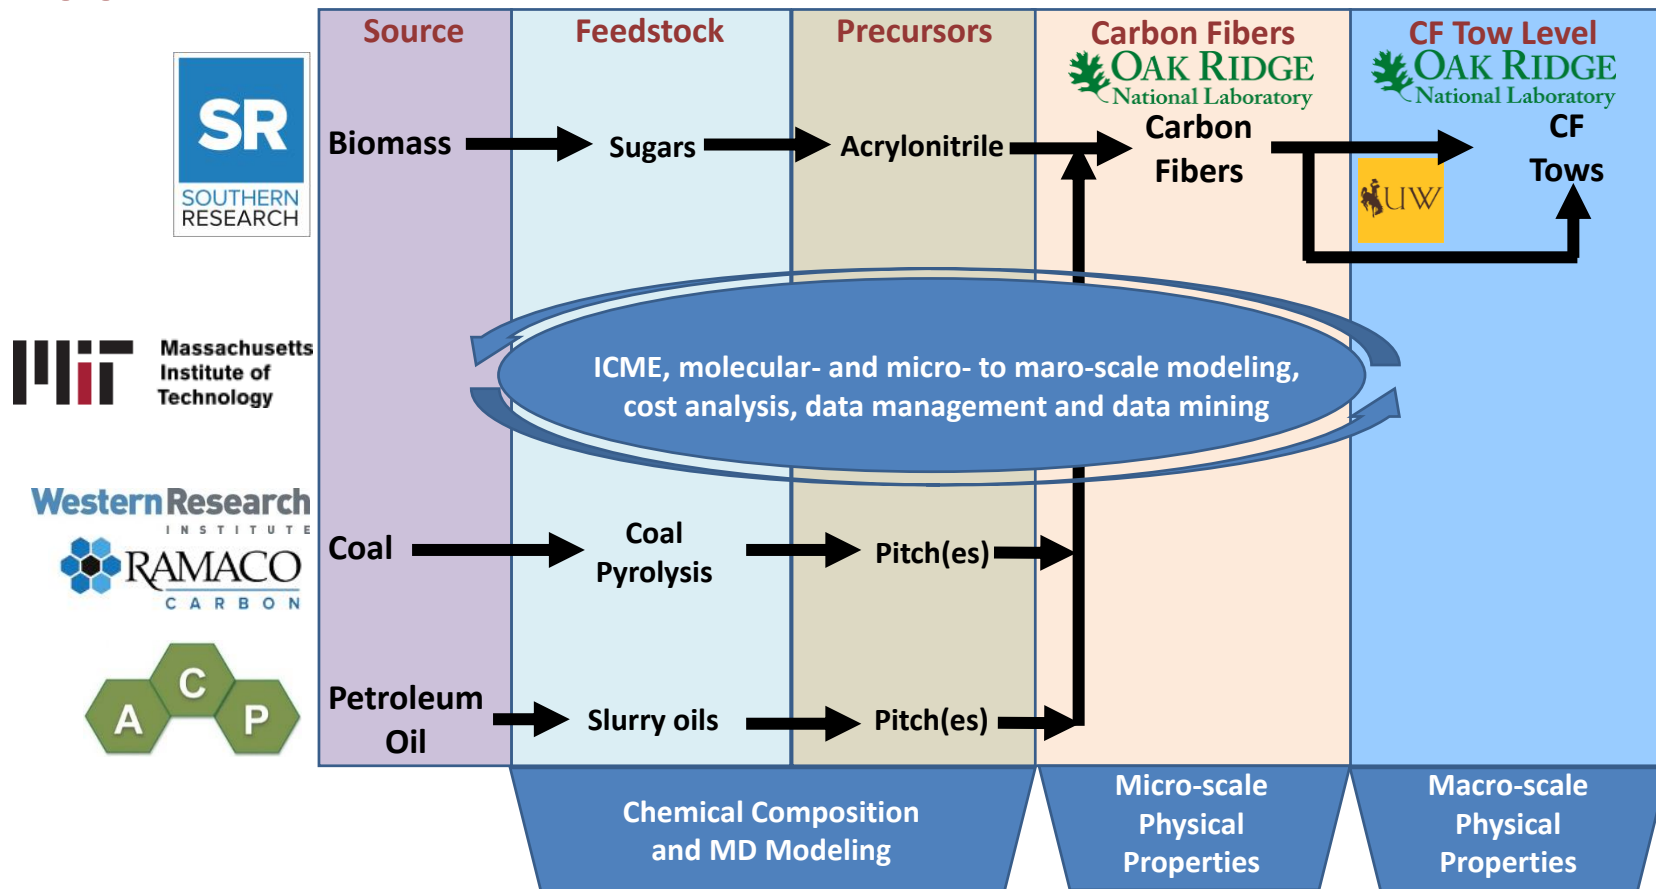 Source
Feedstock
Precursors
Carbon Fibers
CF Tow Level
OAK RIDGE
National Laboratory
OAK RIDGE
National Laboratory
SR
SOUTHERN
RESEARCH
Biomass
Sugars
Acrylonitrile
Carbon
Fibers
CF
Tows
UW
Massachusetts
Institute of
Technology
MiT
ICME, molecular- and micro- to maro-scale modeling,
cost analysis, data management and data mining
Western Research
INSTITUTE
RAMACO
CARBON
Coal
Coal
Pyrolysis
Pitch(es)
A C P
Petroleum
Oil
Slurry oils
Pitch(es)
Chemical Composition
and MD Modeling
Micro-scale
Physical
Properties
Macro-scale
Physical
Properties